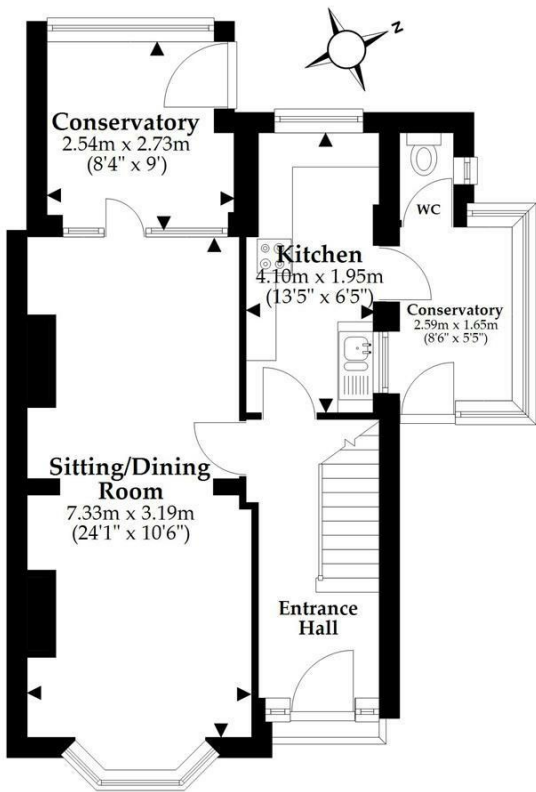 N
Conservatory
2.54m x 2.73m
(8'4" x 9')
WC
Kitchen
4.10m x 1.95m
(13'5" x 6'5")
Conservatory
2.59m x 1.65m
(8'6" x 5'5")
Sitting/Dining
Room
7.33m x 3.19m
(24'1" x 10'6")
Entrance
Hall